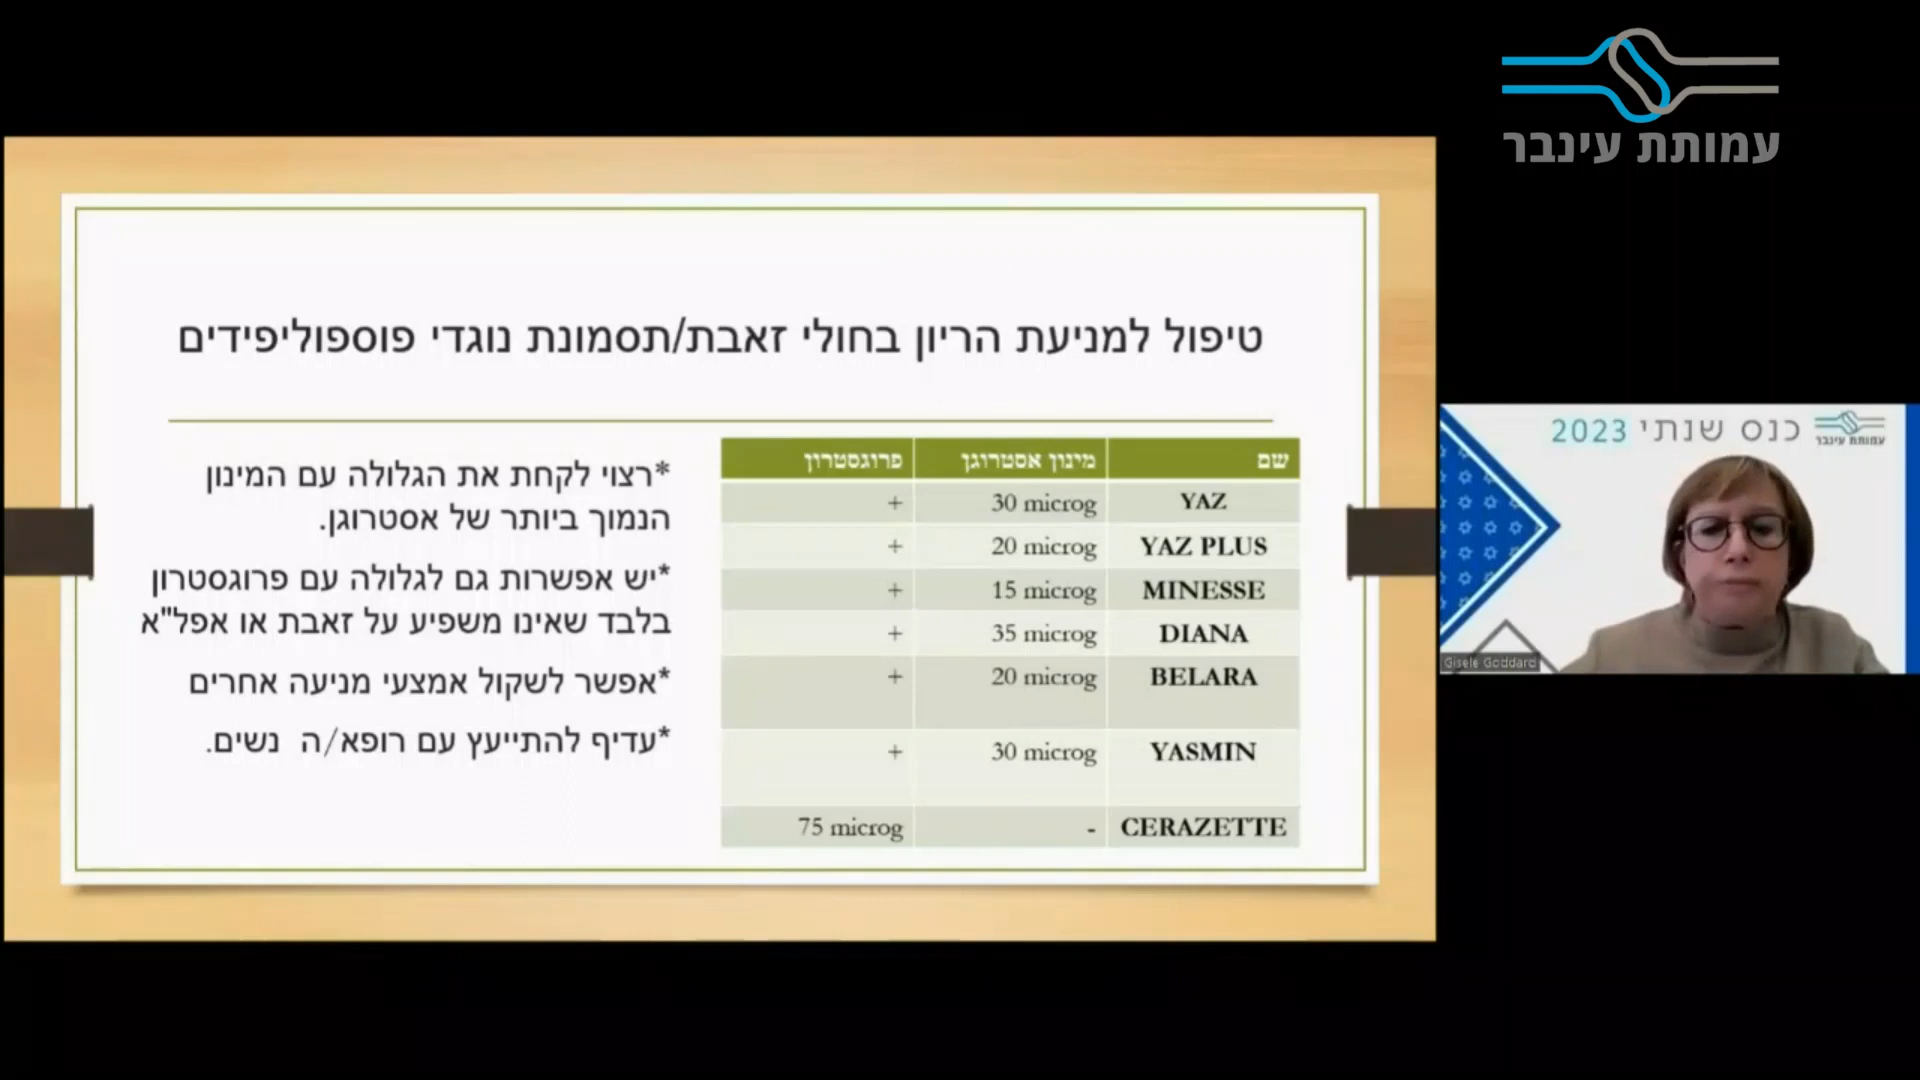 עמותת עינבר
טיפול למניעת הריון בחולי זאבת/תסמונת נוגדי פוספוליפידים
שם מינון אסטרוגן פרוגסטרון
YAZ 30 microg +
YAZ PLUS 20 microg +
MINESSE 15 microg +
DIANA 35 microg +
BELARA 20 microg +
YASMIN 30 microg +
CERAZETTE - 75 microg
*רצוי לקחת את הגלולה עם המינון
הנמוך ביותר של אסטרוגן.
*יש אפשרות גם לגלולה עם פרוגסטרון
בלבד שאינו משפיע על זאבת או אפל"א
*אפשר לשקול אמצעי מניעה אחרים
*עדיף להתייעץ עם רופא/ה נשים.
עמותת עינבר
כנס שנתי 2023
Gisele Goddard